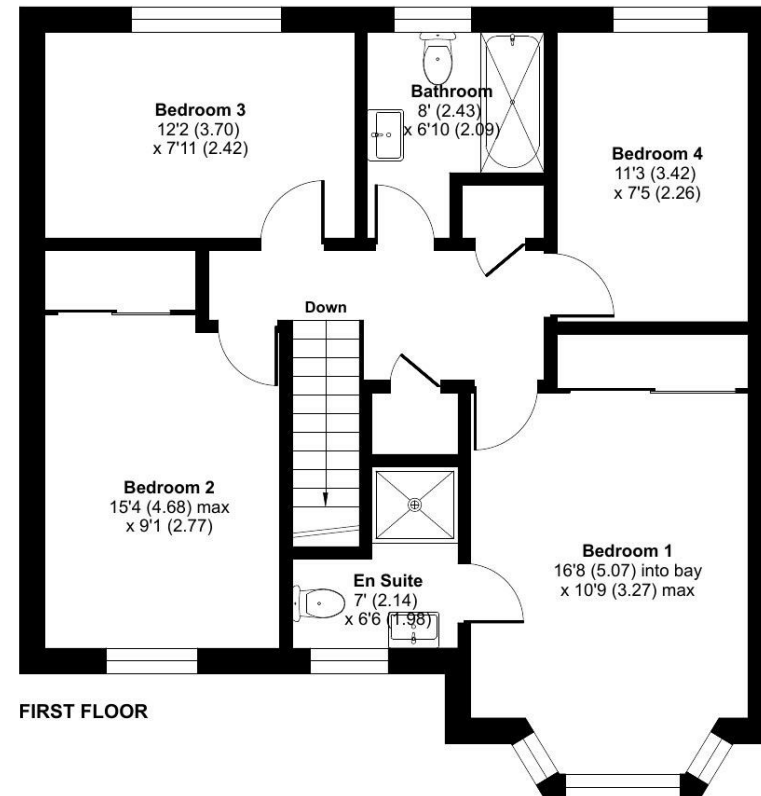 Bedroom 3
12'2 (3.70)
x 7'11 (2.42)
Bathroom
8' (2.43)
x 6'10 (2.09)
Bedroom 4
11'3 (3.42)
x 7'5 (2.26)
Down
Bedroom 2
15'4 (4.68) max
x 9'1 (2.77)
En Suite
7' (2.14)
x 6'6 (1.98)
Bedroom 1
16'8 (5.07) into bay
x 10'9 (3.27) max
FIRST FLOOR